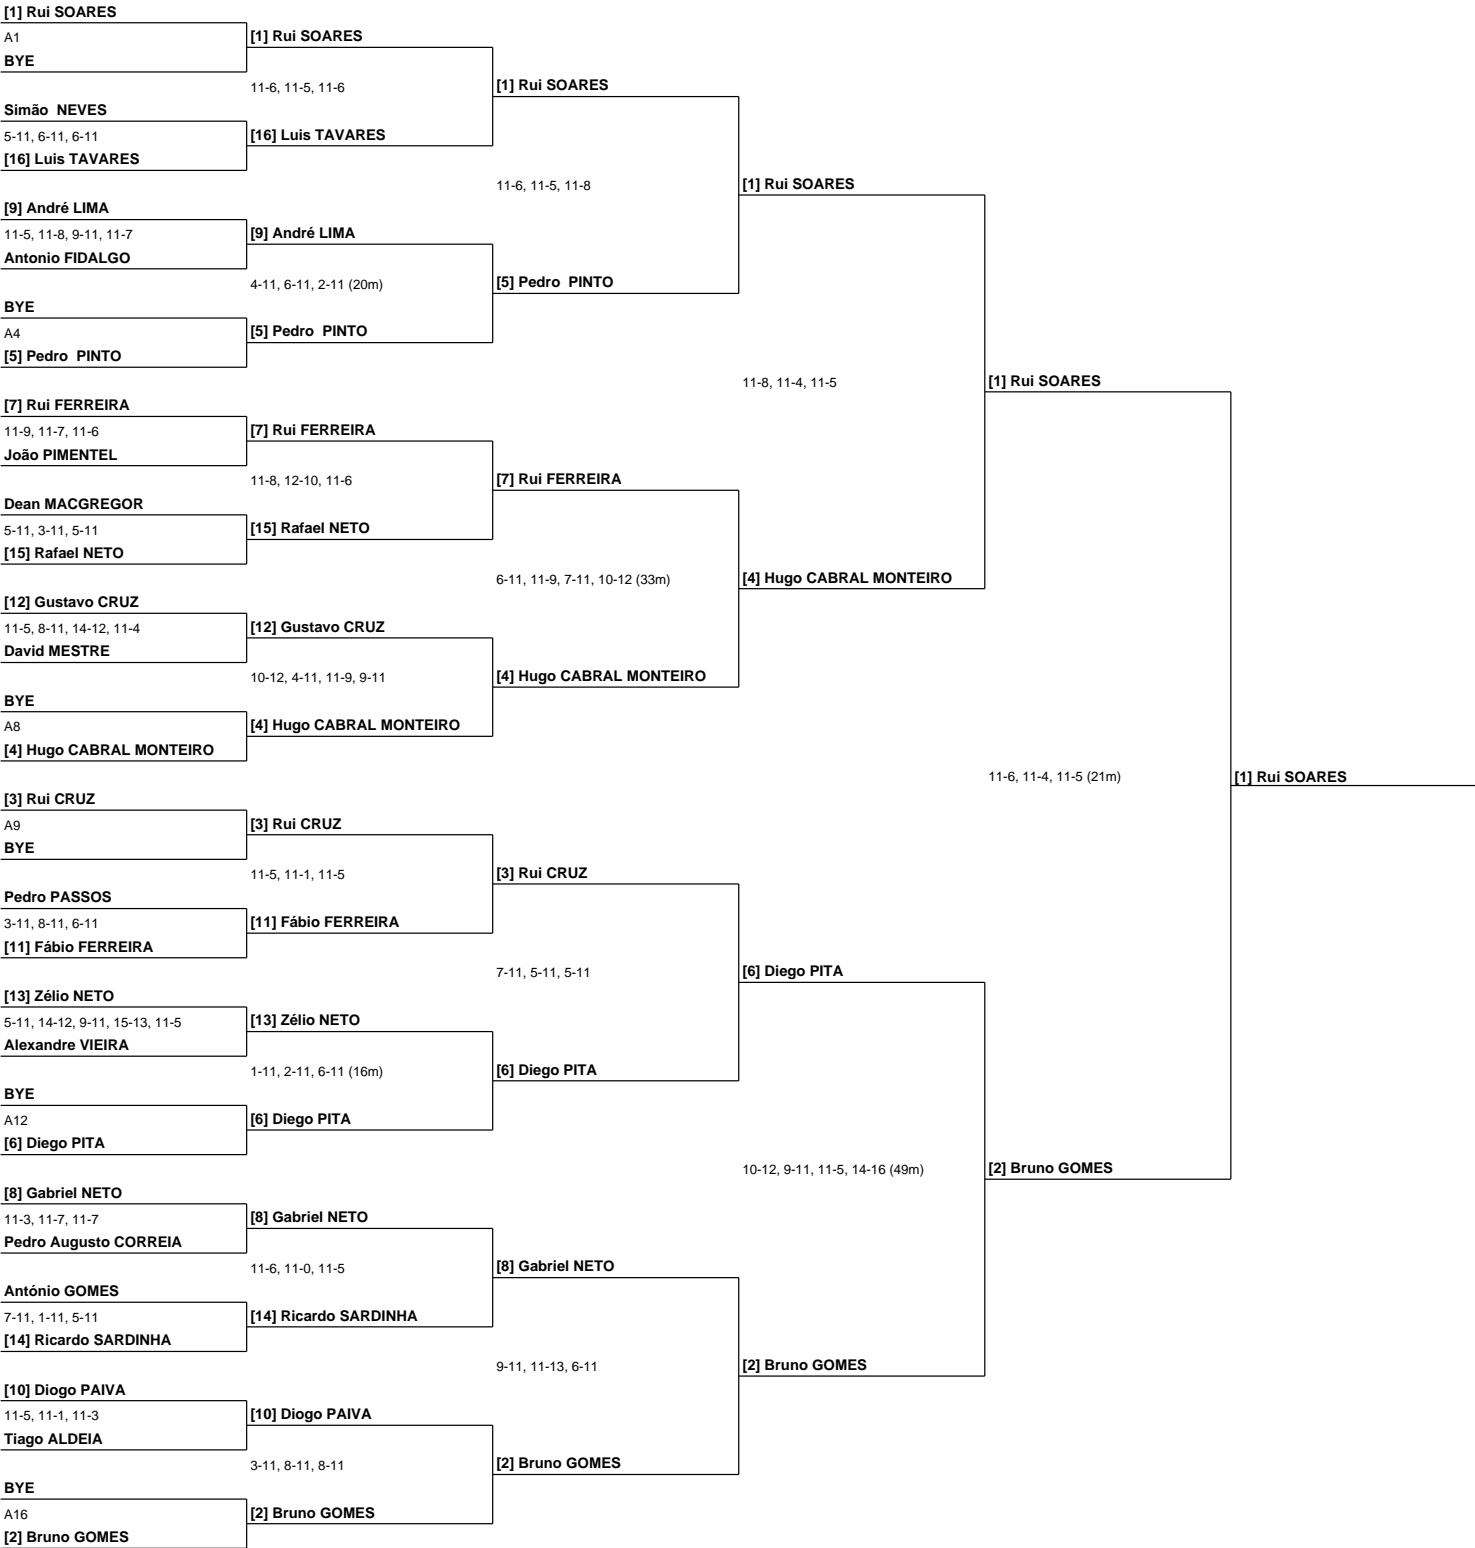 [1] Rui SOARES
A1
BYE
Simão  NEVES
5-11, 6-11, 6-11
[16] Luis TAVARES
[9] André LIMA
11-5, 11-8, 9-11, 11-7
Antonio FIDALGO
BYE
A4
[5] Pedro  PINTO
[7] Rui FERREIRA
11-9, 11-7, 11-6
João PIMENTEL
Dean MACGREGOR
5-11, 3-11, 5-11
[15] Rafael NETO
[12] Gustavo CRUZ
11-5, 8-11, 14-12, 11-4
David MESTRE
BYE
A8
[4] Hugo CABRAL MONTEIRO
[3] Rui CRUZ
A9
BYE
Pedro PASSOS
3-11, 8-11, 6-11
[11] Fábio FERREIRA
[13] Zélio NETO
5-11, 14-12, 9-11, 15-13, 11-5
Alexandre VIEIRA
BYE
A12
[6] Diego PITA
[8] Gabriel NETO
11-3, 11-7, 11-7
Pedro Augusto CORREIA
António GOMES
7-11, 1-11, 5-11
[14] Ricardo SARDINHA
[10] Diogo PAIVA
11-5, 11-1, 11-3
Tiago ALDEIA
BYE
A16
[2] Bruno GOMES
[1] Rui SOARES
11-6, 11-5, 11-6
[16] Luis TAVARES
[9] André LIMA
4-11, 6-11, 2-11 (20m)
[5] Pedro  PINTO
[7] Rui FERREIRA
11-8, 12-10, 11-6
[15] Rafael NETO
[12] Gustavo CRUZ
10-12, 4-11, 11-9, 9-11
[4] Hugo CABRAL MONTEIRO
[3] Rui CRUZ
11-5, 11-1, 11-5
[11] Fábio FERREIRA
[13] Zélio NETO
1-11, 2-11, 6-11 (16m)
[6] Diego PITA
[8] Gabriel NETO
11-6, 11-0, 11-5
[14] Ricardo SARDINHA
[10] Diogo PAIVA
3-11, 8-11, 8-11
[2] Bruno GOMES
[1] Rui SOARES
11-6, 11-5, 11-8
[5] Pedro  PINTO
[7] Rui FERREIRA
6-11, 11-9, 7-11, 10-12 (33m)
[4] Hugo CABRAL MONTEIRO
[3] Rui CRUZ
7-11, 5-11, 5-11
[6] Diego PITA
[8] Gabriel NETO
9-11, 11-13, 6-11
[2] Bruno GOMES
[1] Rui SOARES
11-8, 11-4, 11-5
[4] Hugo CABRAL MONTEIRO
[6] Diego PITA
10-12, 9-11, 11-5, 14-16 (49m)
[2] Bruno GOMES
[1] Rui SOARES
11-6, 11-4, 11-5 (21m)
[2] Bruno GOMES
[1] Rui SOARES